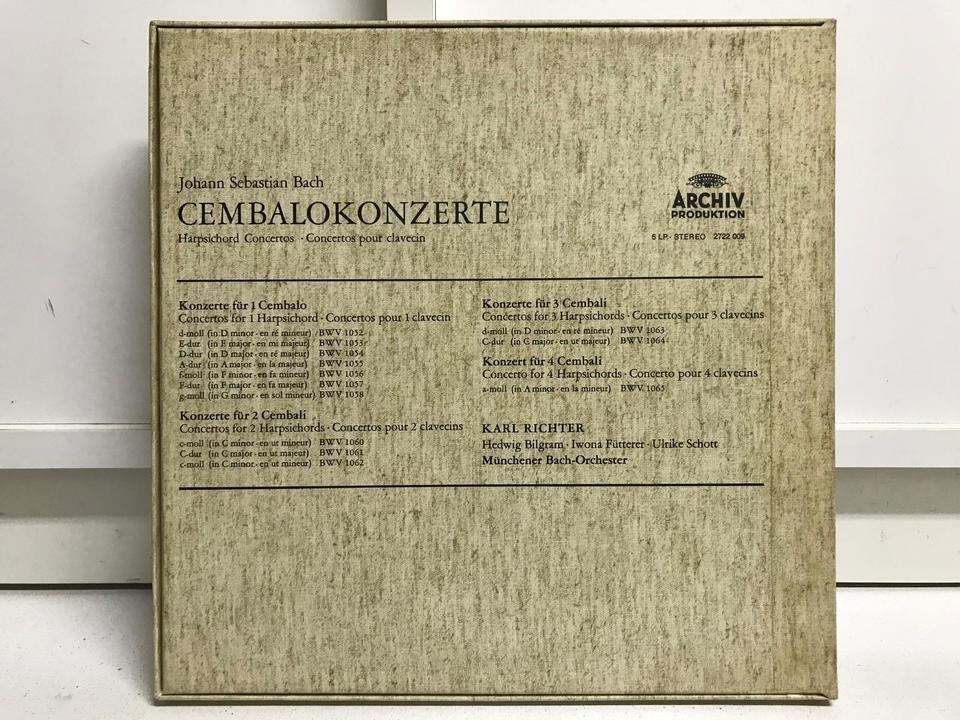 Johann Sebastian Bach
CEMBALOKONZERTE
Harpsichord Concertos · Concertos pour clavecin
ARCHIV
PRODUKTION
5 LP · STEREO 2722 009
Konzerte für 1 Cembalo
Concertos for 1 Harpsichord · Concertos pour 1 clavecin
d-moll (in D minor · en ré mineur) BWV 1052
E-dur (in E major · en mi majeur) BWV 1053
D-dur (in D major · en ré majeur) BWV 1054
A-dur (in A major · en la majeur) BWV 1055
f-moll (in F minor · en fa mineur) BWV 1056
F-dur (in F major · en fa majeur) BWV 1057
g-moll (in G minor · en sol mineur) BWV 1058
Konzerte für 2 Cembali
Concertos for 2 Harpsichords · Concertos pour 2 clavecins
c-moll (in C minor · en ut mineur) BWV 1060
C-dur (in C major · en ut majeur) BWV 1061
c-moll (in C minor · en ut mineur) BWV 1062
Konzerte für 3 Cembali
Concertos for 3 Harpsichords · Concertos pour 3 clavecins
d-moll (in D minor · en ré mineur) BWV 1063
C-dur (in C major · en ut majeur) BWV 1064
Konzert für 4 Cembali
Concerto for 4 Harpsichords · Concerto pour 4 clavecins
a-moll (in A minor · en la mineur) BWV 1065
KARL RICHTER
Hedwig Bilgram · Iwona Fütterer · Ulrike Schott
Münchener Bach-Orchester